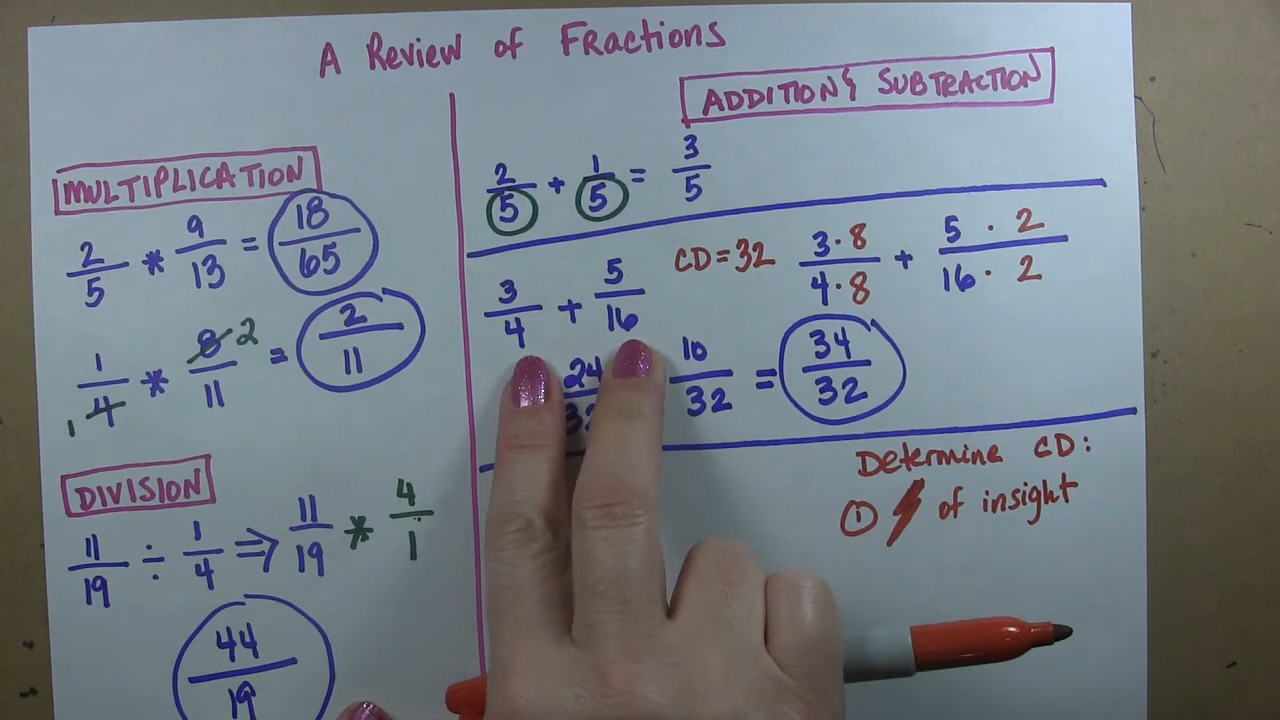 A Review of Fractions
MULTIPLICATION
2/5 * 9/13 = 18/65
1/4 1 * 8/11 2 = 2/11
DIVISION
11/19 ÷ 1/4 ⇒ 11/19 * 4/1
44/19
ADDITION & SUBTRACTION
2/5 + 1/5 = 3/5
3/4 + 5/16 CD = 32 3·8/4·8 + 5·2/16·2
24/32 10/32 = 34/32
Determine CD:
① of insight